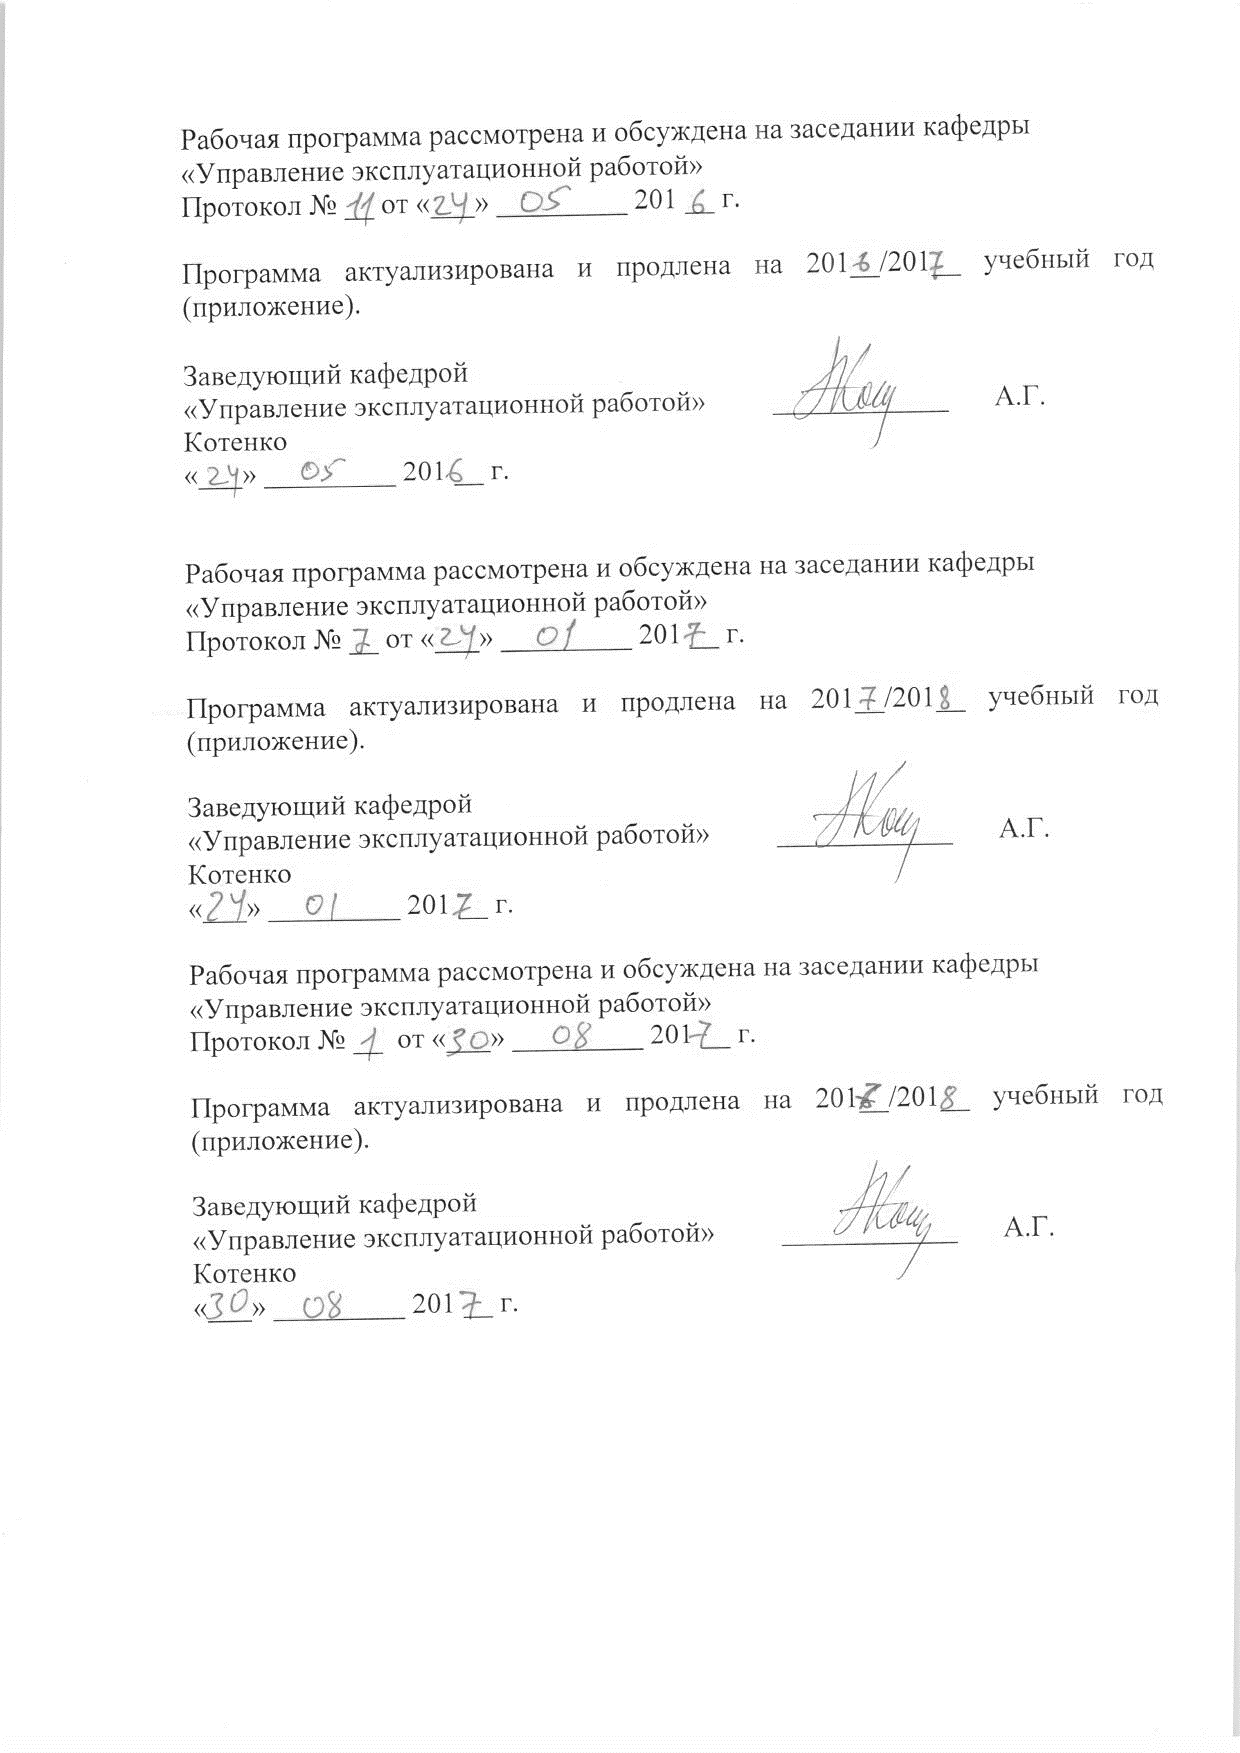 Рабочая программа рассмотрена и обсуждена на заседании кафедры
«Управление эксплуатационной работой»
Протокол № 11 от «24» 05 2016 г.
Программа актуализирована и продлена на 2016/2017 учебный год
(приложение).
Заведующий кафедрой
«Управление эксплуатационной работой» А.Г.
Котенко
«24» 05 2016 г.
Рабочая программа рассмотрена и обсуждена на заседании кафедры
«Управление эксплуатационной работой»
Протокол № 7 от «24» 01 2017 г.
Программа актуализирована и продлена на 2017/2018 учебный год
(приложение).
Заведующий кафедрой
«Управление эксплуатационной работой» А.Г.
Котенко
«24» 01 2017 г.
Рабочая программа рассмотрена и обсуждена на заседании кафедры
«Управление эксплуатационной работой»
Протокол № 1 от «30» 08 2017 г.
Программа актуализирована и продлена на 2017/2018 учебный год
(приложение).
Заведующий кафедрой
«Управление эксплуатационной работой» А.Г.
Котенко
«30» 08 2017 г.